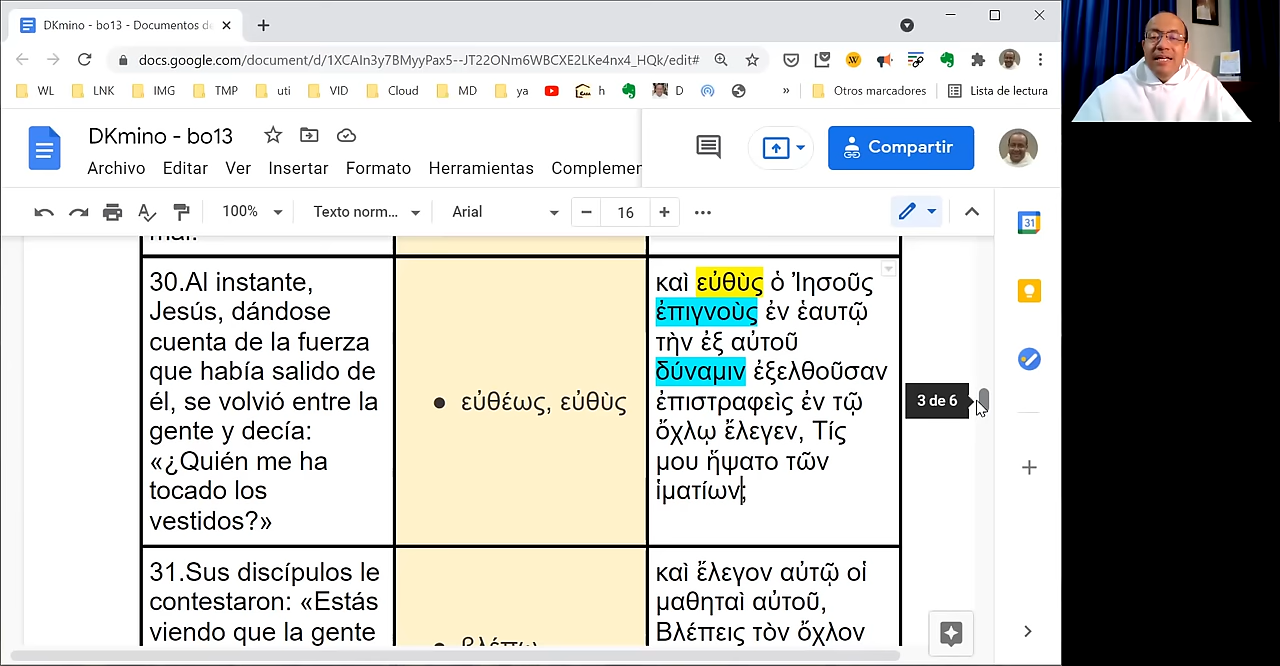 DKmino - bo13 - Documentos d
docs.google.com/document/d/1XCAIn3y7BMyyPax5--JT22ONm6WBCXE2LKe4nx4_HQk/edit#
WL LNK IMG TMP uti VID Cloud MD ya h D » Otros marcadores Lista de lectura
DKmino - bo13
Compartir
Archivo Editar Ver Insertar Formato Herramientas Complemen
100% Texto norm... Arial 16
31
30.Al instante,
Jesús, dándose
cuenta de la fuerza
que había salido de
él, se volvió entre la
gente y decía:
«¿Quién me ha
tocado los
vestidos?»
εὐθέως, εὐθὺς
καὶ εὐθὺς ὁ Ἰησοῦς
ἐπιγνοὺς ἐν ἑαυτῷ
τὴν ἐξ αὐτοῦ
δύναμιν ἐξελθοῦσαν
ἐπιστραφεὶς ἐν τῷ
ὄχλῳ ἔλεγεν, Τίς
μου ἥψατο τῶν
ἱματίων;
3 de 6
31.Sus discípulos le
contestaron: «Estás
viendo que la gente
καὶ ἔλεγον αὐτῷ οἱ
μαθηταὶ αὐτοῦ,
Βλέπεις τὸν ὄχλον